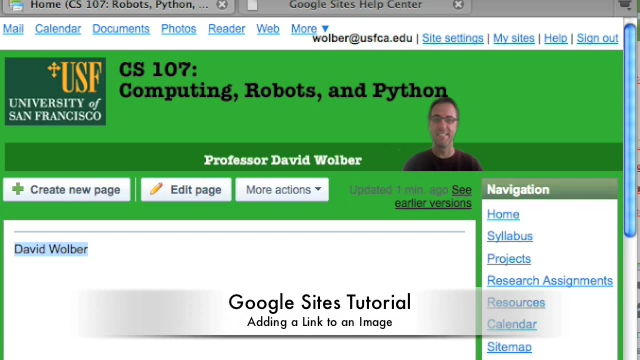 Home (CS 107: Robots, Python, ...
Google Sites Help Center
Mail Calendar Documents Photos Reader Web More ▼
wolber@usfca.edu | Site settings | My sites | Help | Sign out
USF
UNIVERSITY of
SAN FRANCISCO
CS 107:
Computing, Robots, and Python
Professor David Wolber
Create new page
Edit page
More actions ▼
Updated 1 min. ago See
earlier versions
Navigation
Home
Syllabus
Projects
Research Assignments
Resources
Calendar
Sitemap
David Wolber
Google Sites Tutorial
Adding a Link to an Image